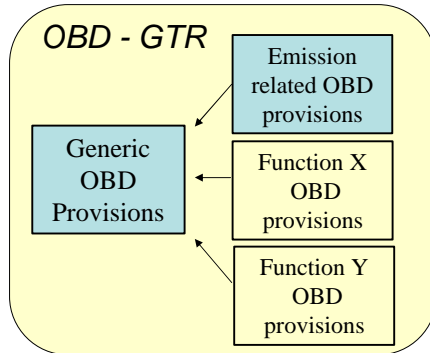 OBD - GTR
Emission
related OBD
provisions
Generic
OBD
Provisions
Function X
OBD
provisions
Function Y
OBD
provisions